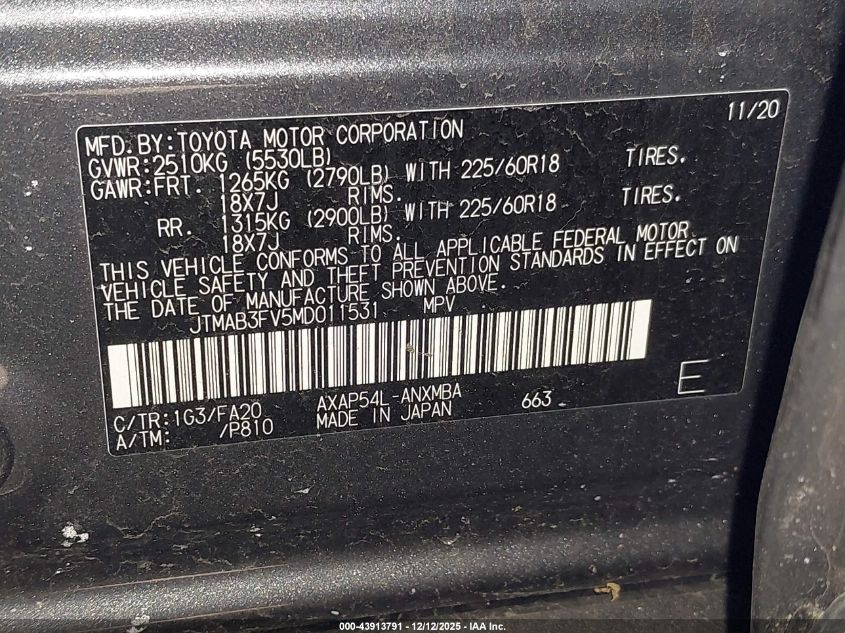 11/20
MFD. BY: TOYOTA MOTOR CORPORATION
GVWR: 2510KG (5530LB)
GAWR: FRT. 1265KG (2790LB) WITH 225/60R18 TIRES.
18X7J RIMS.
RR. 1315KG (2900LB) WITH 225/60R18 TIRES.
18X7J RIMS.
THIS VEHICLE CONFORMS TO ALL APPLICABLE FEDERAL MOTOR
VEHICLE SAFETY AND THEFT PREVENTION STANDARDS IN EFFECT ON
THE DATE OF MANUFACTURE SHOWN ABOVE.
JTMAB3FV5MD011531 MPV
E
C/TR: 1G3/FA20 AXAP54L-ANXMBA 663
A/TM: /P810 MADE IN JAPAN
000-43913791 - 12/12/2025 - IAA Inc.